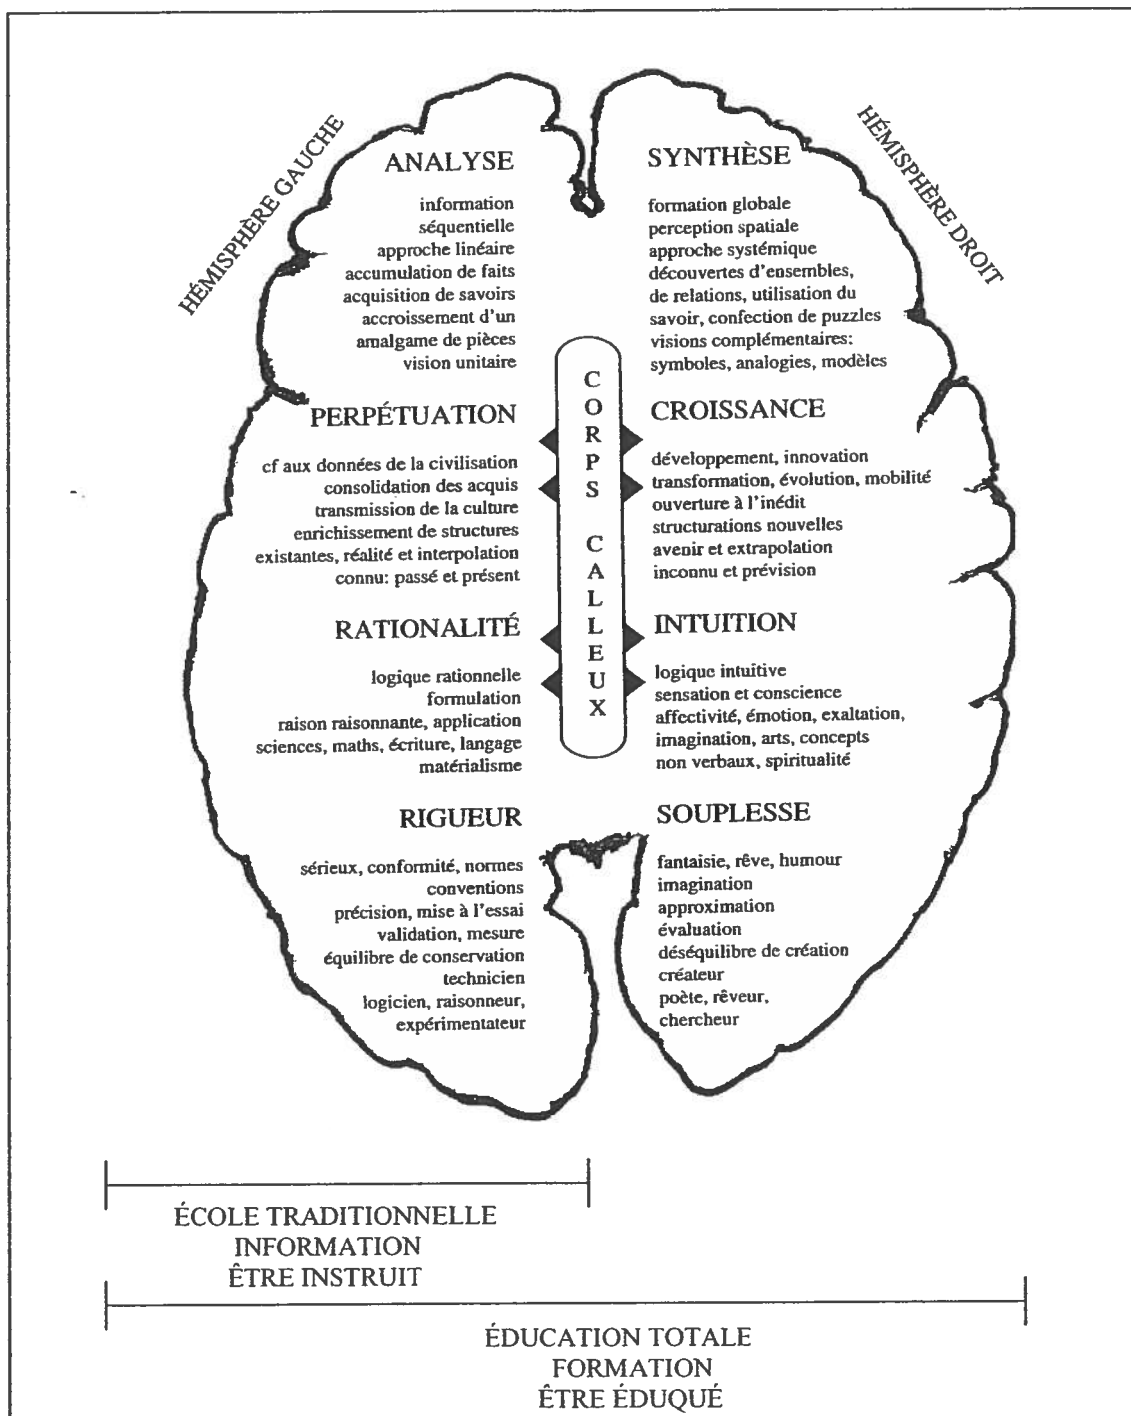 HÉMISPHÈRE GAUCHE
ANALYSE
information
séquentielle
approche linéaire
accumulation de faits
acquisition de savoirs
accroissement d'un
amalgame de pièces
vision unitaire
PERPÉTUATION
cf aux données de la civilisation
consolidation des acquis
transmission de la culture
enrichissement de structures
existantes, réalité et interpolation
connu: passé et présent
RATIONALITÉ
logique rationnelle
formulation
raison raisonnante, application
sciences, maths, écriture, langage
matérialisme
RIGUEUR
sérieux, conformité, normes
conventions
précision, mise à l'essai
validation, mesure
équilibre de conservation
technicien
logicien, raisonneur,
expérimentateur
CORPS CALLEUX
HÉMISPHÈRE DROIT
SYNTHÈSE
formation globale
perception spatiale
approche systémique
découvertes d'ensembles,
de relations, utilisation du
savoir, confection de puzzles
visions complémentaires:
symboles, analogies, modèles
CROISSANCE
développement, innovation
transformation, évolution, mobilité
ouverture à l'inédit
structurations nouvelles
avenir et extrapolation
inconnu et prévision
INTUITION
logique intuitive
sensation et conscience
affectivité, émotion, exaltation,
imagination, arts, concepts
non verbaux, spiritualité
SOUPLESSE
fantaisie, rêve, humour
imagination
approximation
évaluation
déséquilibre de création
créateur
poète, rêveur,
chercheur
ÉCOLE TRADITIONNELLE
INFORMATION
ÊTRE INSTRUIT
ÉDUCATION TOTALE
FORMATION
ÊTRE ÉDUQUÉ